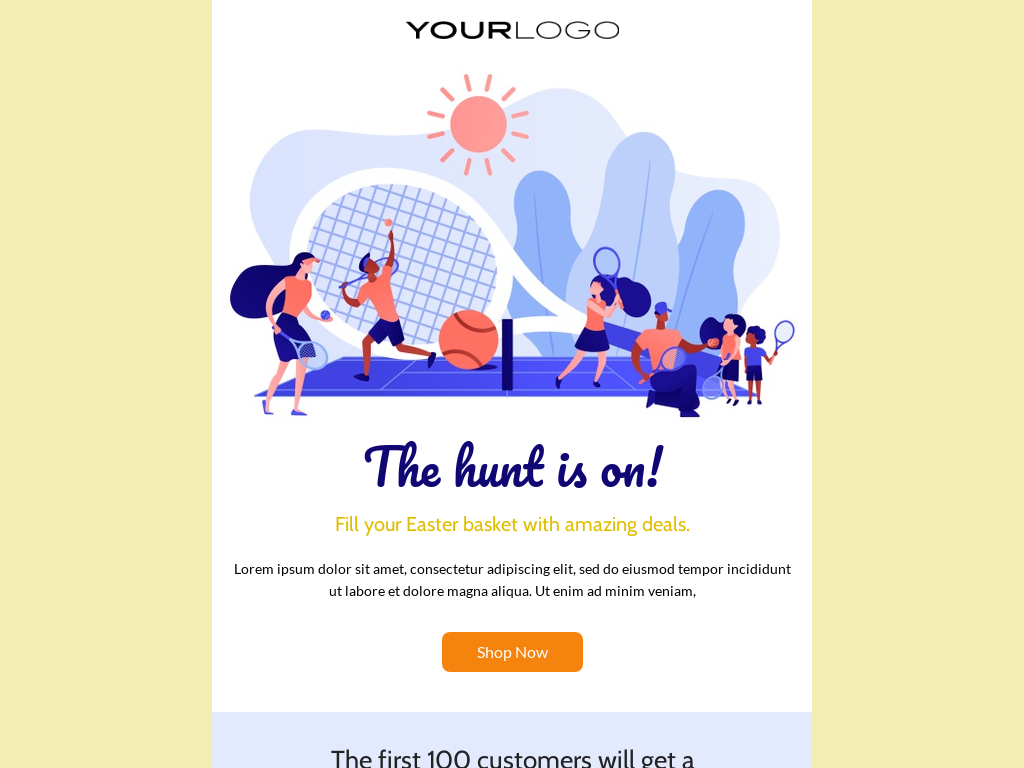 YOURLOGO
The hunt is on!
Fill your Easter basket with amazing deals.
Lorem ipsum dolor sit amet, consectetur adipiscing elit, sed do eiusmod tempor incididunt
ut labore et dolore magna aliqua. Ut enim ad minim veniam,
Shop Now
The first 100 customers will get a